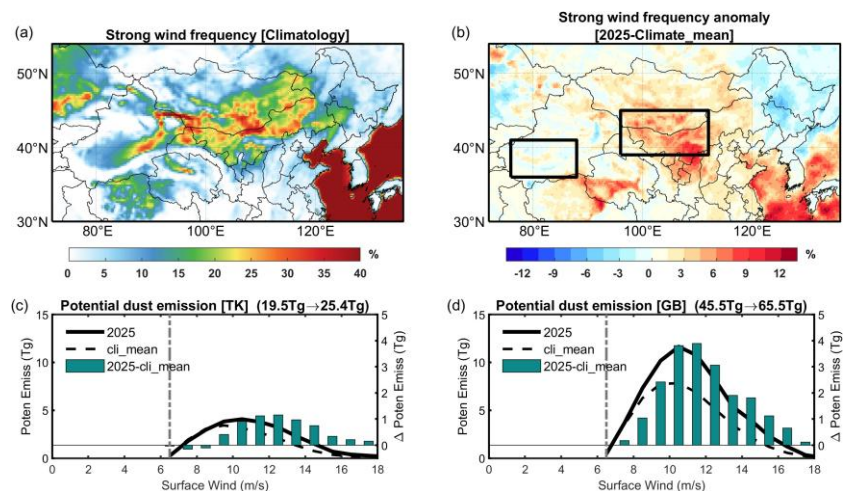 (a) Strong wind frequency [Climatology]
50°N
40°N
30°N
80°E 100°E 120°E
0 5 10 15 20 25 30 35 40 %
(b) Strong wind frequency anomaly
[2025-Climate_mean]
50°N
40°N
30°N
80°E 100°E 120°E
-12 -9 -6 -3 0 3 6 9 12 %
(c) Potential dust emission [TK] (19.5Tg→25.4Tg)
2025
cli_mean
2025-cli_mean
Poten Emiss (Tg)
15
10
5
0
5
4
3
2
1
0
Δ Poten Emiss (Tg)
0 2 4 6 8 10 12 14 16 18
Surface Wind (m/s)
(d) Potential dust emission [GB] (45.5Tg→65.5Tg)
2025
cli_mean
2025-cli_mean
Poten Emiss (Tg)
15
10
5
0
5
4
3
2
1
0
Δ Poten Emiss (Tg)
0 2 4 6 8 10 12 14 16 18
Surface Wind (m/s)